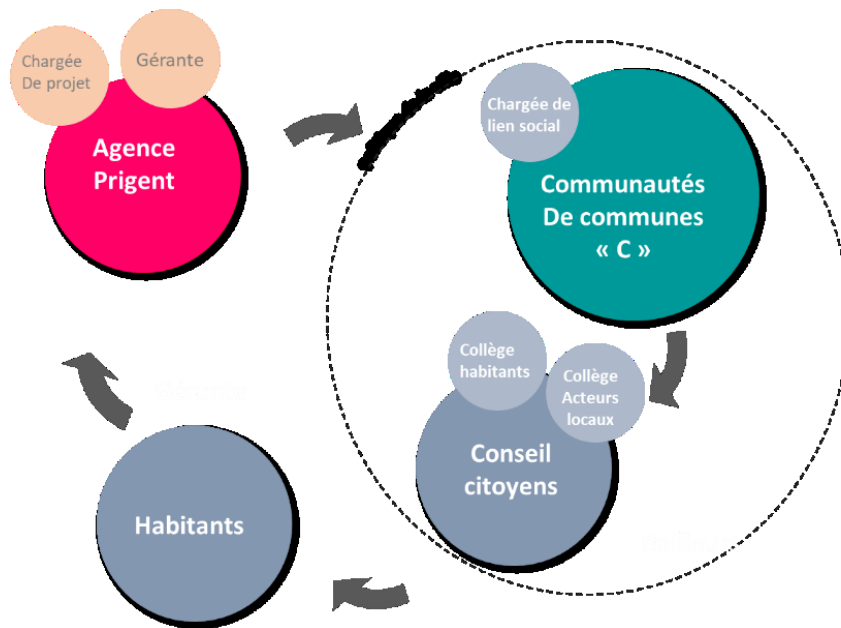 Chargée
De projet
Gérante
Agence
Prigent
Chargée de
lien social
Communautés
De communes
« C »
Collège
habitants
Collège
Acteurs
locaux
Conseil
citoyens
Habitants